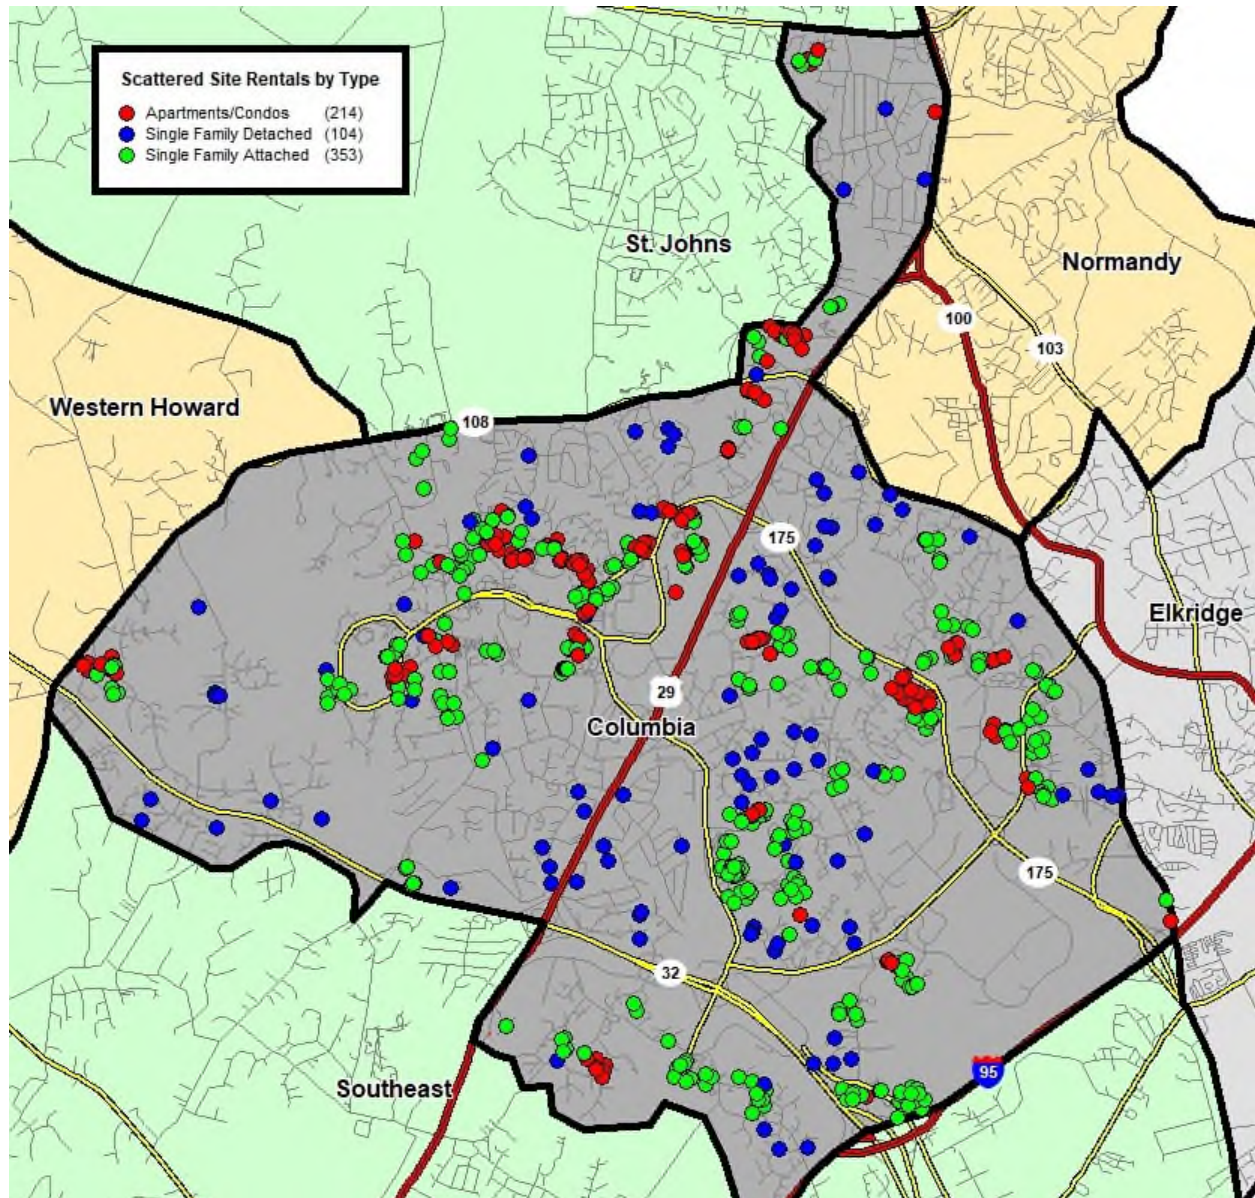 Scattered Site Rentals by Type
Apartments/Condos (214)
Single Family Detached (104)
Single Family Attached (353)
St. Johns
Normandy
100
103
Western Howard
108
175
Elkridge
29
Columbia
175
32
95
Southeast